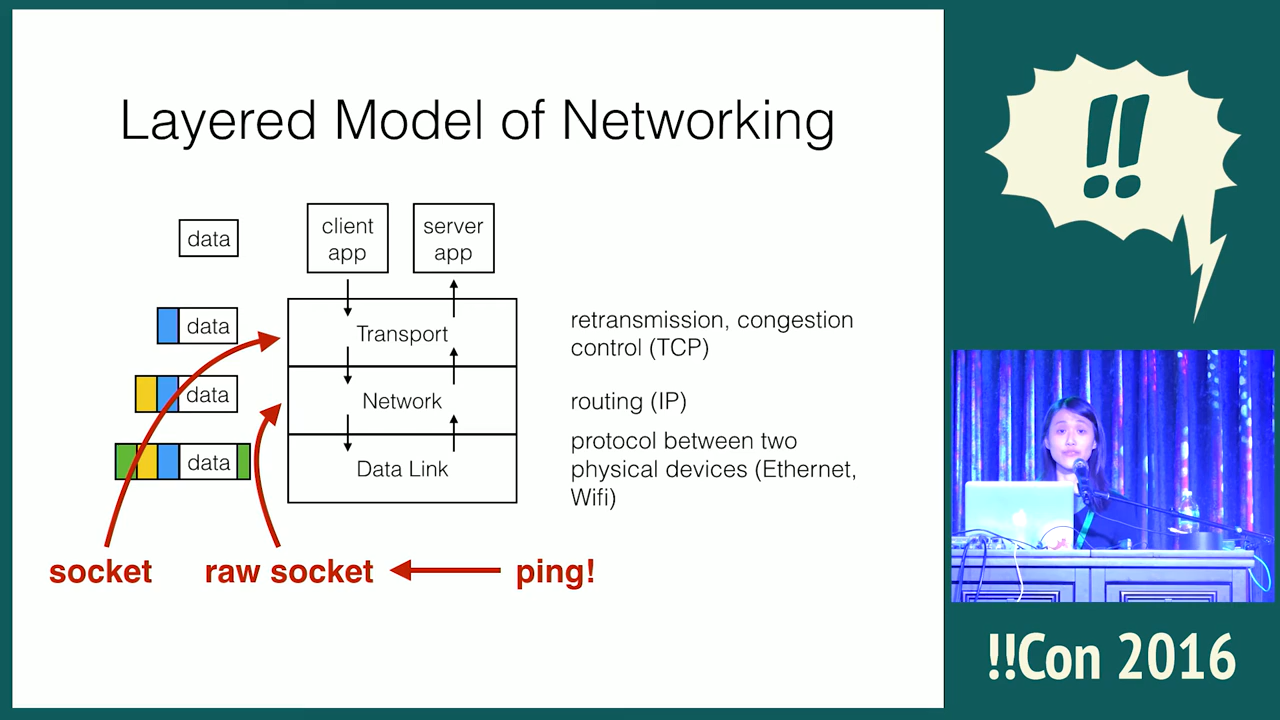 Layered Model of Networking
!!
data
client
app
server
app
data
Transport
retransmission, congestion
control (TCP)
data
Network
routing (IP)
data
Data Link
protocol between two
physical devices (Ethernet,
Wifi)
socket
raw socket
ping!
!!Con 2016